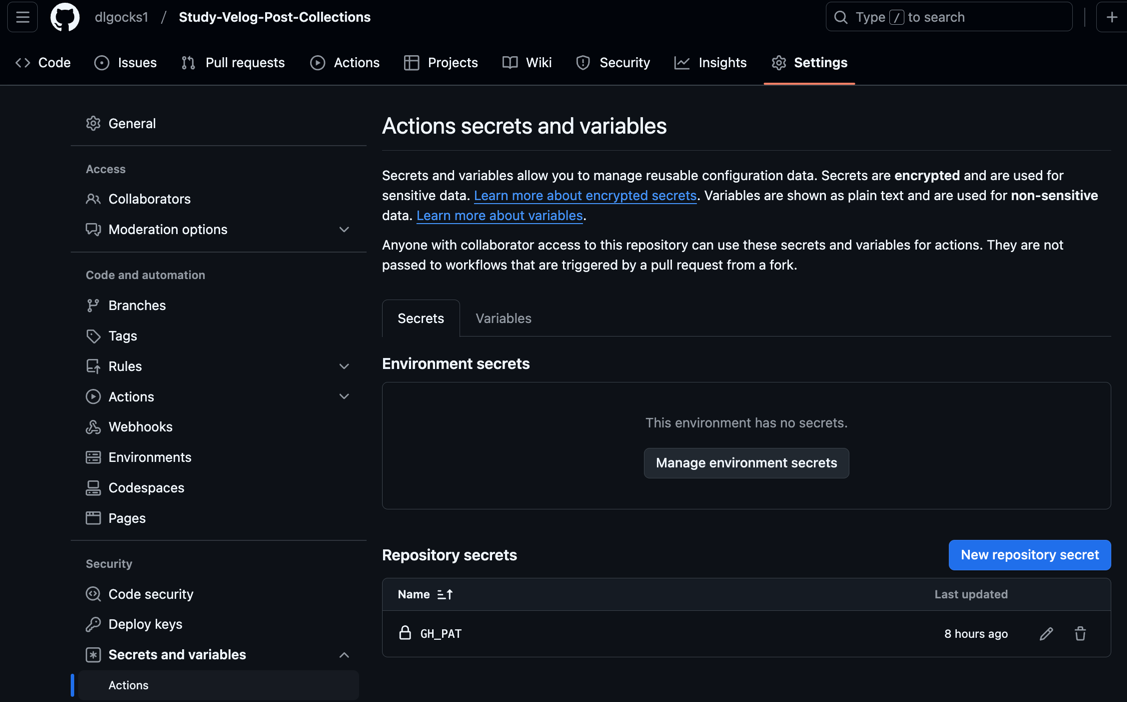 dlgocks1 / Study-Velog-Post-Collections
Type / to search
Code
Issues
Pull requests
Actions
Projects
Wiki
Security
Insights
Settings
General
Access
Collaborators
Moderation options
Code and automation
Branches
Tags
Rules
Actions
Webhooks
Environments
Codespaces
Pages
Security
Code security
Deploy keys
Secrets and variables
Actions
Actions secrets and variables
Secrets and variables allow you to manage reusable configuration data. Secrets are encrypted and are used for
sensitive data. Learn more about encrypted secrets. Variables are shown as plain text and are used for non-sensitive
data. Learn more about variables.
Anyone with collaborator access to this repository can use these secrets and variables for actions. They are not
passed to workflows that are triggered by a pull request from a fork.
Secrets
Variables
Environment secrets
This environment has no secrets.
Manage environment secrets
Repository secrets
New repository secret
Name
Last updated
GH_PAT
8 hours ago